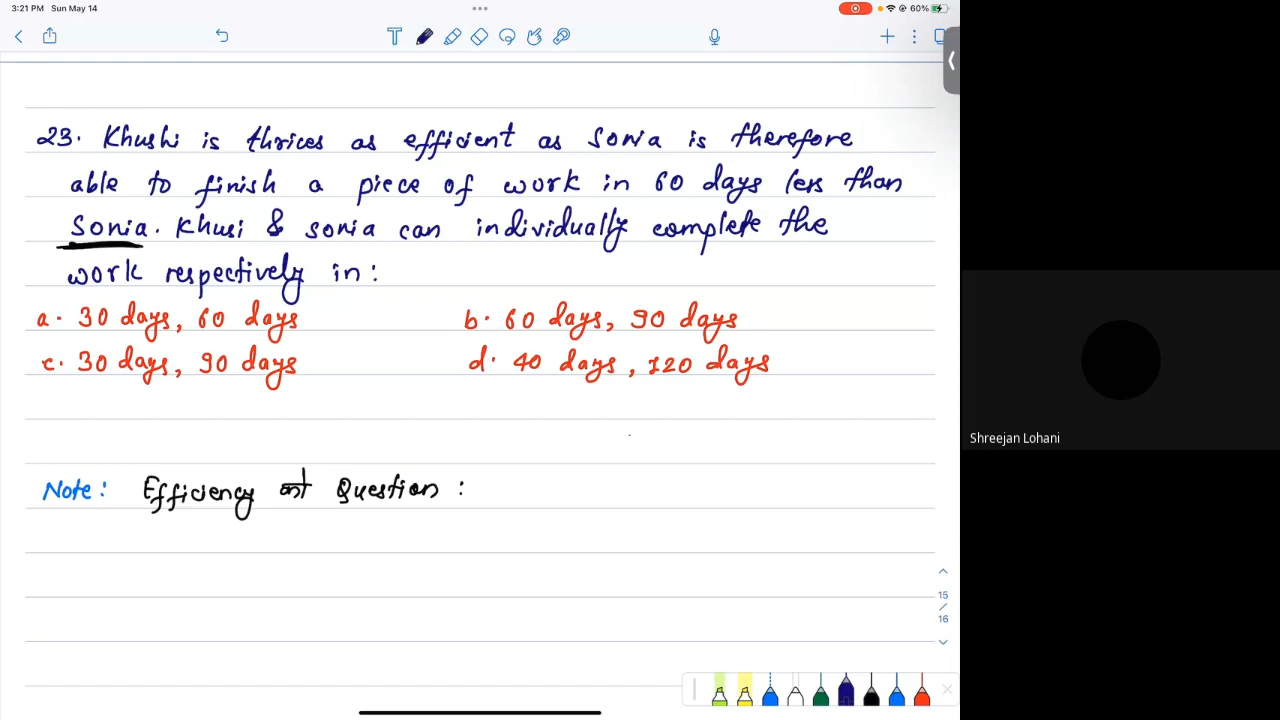 3:21 PM Sun May 14
60%
T
23. Khushi is thrices as efficient as Sonia is therefore
able to finish a piece of work in 60 days less than
Sonia. Khusi & sonia can individually complete the
work respectively in:
a. 30 days, 60 days
b. 60 days, 90 days
c. 30 days, 90 days
d. 40 days, 120 days
Shreejan Lohani
Note: Efficiency Question:
15
/
16